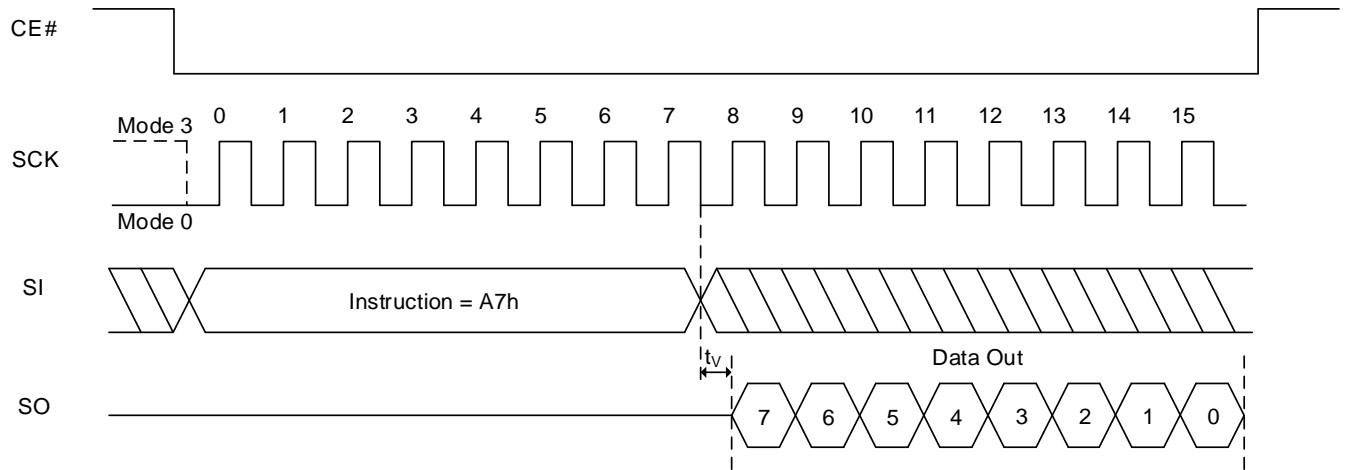 CE#
0 1 2 3 4 5 6 7 8 9 10 11 12 13 14 15
Mode 3
SCK
Mode 0
SI
Instruction = A7h
tV
Data Out
SO
7 6 5 4 3 2 1 0